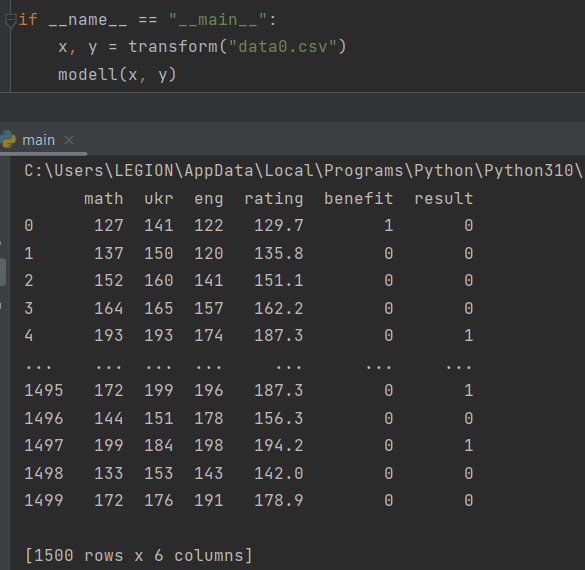 if __name__ == "__main__":
    x, y = transform("data0.csv")
    modell(x, y)
main
C:\Users\LEGION\AppData\Local\Programs\Python\Python310\
      math  ukr  eng  rating  benefit  result
0      127  141  122   129.7        1       0
1      137  150  120   135.8        0       0
2      152  160  141   151.1        0       0
3      164  165  157   162.2        0       0
4      193  193  174   187.3        0       1
...    ...  ...  ...     ...      ...     ...
1495   172  199  196   187.3        0       1
1496   144  151  178   156.3        0       0
1497   199  184  198   194.2        0       1
1498   133  153  143   142.0        0       0
1499   172  176  191   178.9        0       0
[1500 rows x 6 columns]